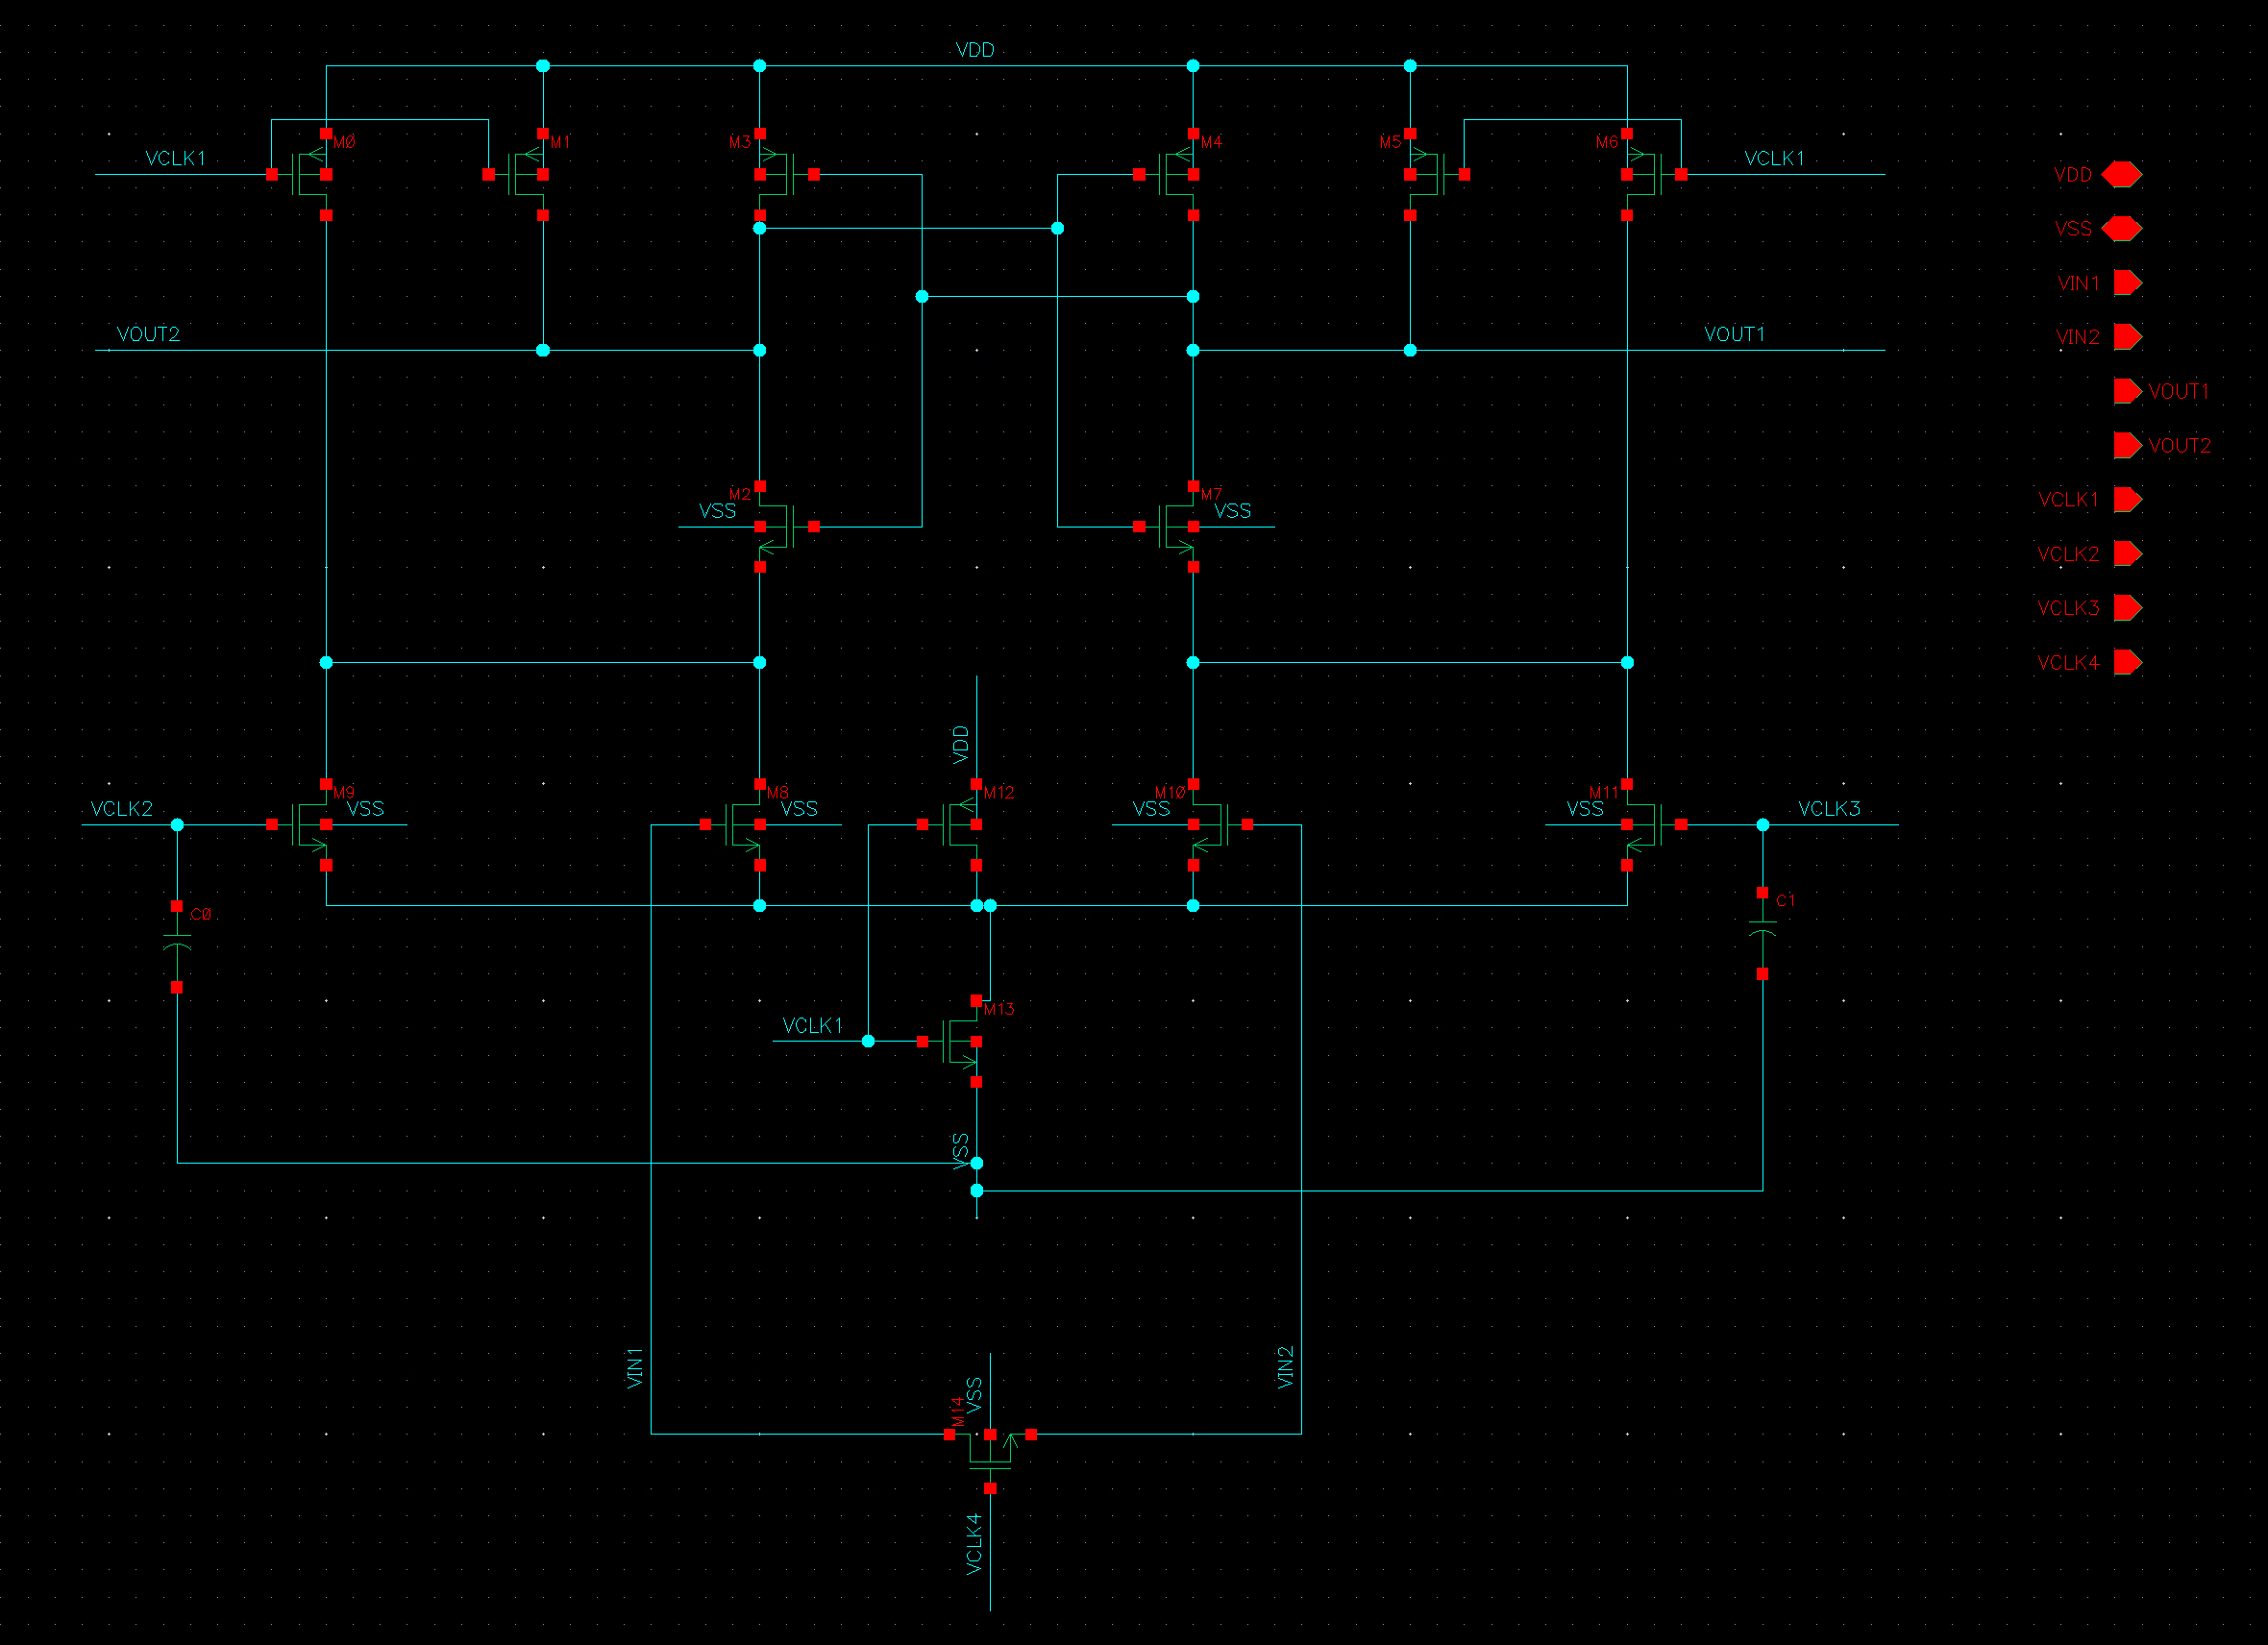 VDD
M0
M1
M3
M4
M5
M6
VCLK1
VCLK1
VDD
VSS
VIN1
VIN2
VOUT2
VOUT1
VOUT1
VOUT2
M2
VSS
M7
VSS
VCLK1
VCLK2
VCLK3
VCLK4
VDD
VCLK2
M9
VSS
M8
VSS
M12
M10
VSS
M11
VSS
VCLK3
C0
C1
VCLK1
M13
VSS
VIN1
VIN2
M14
VSS
VCLK4